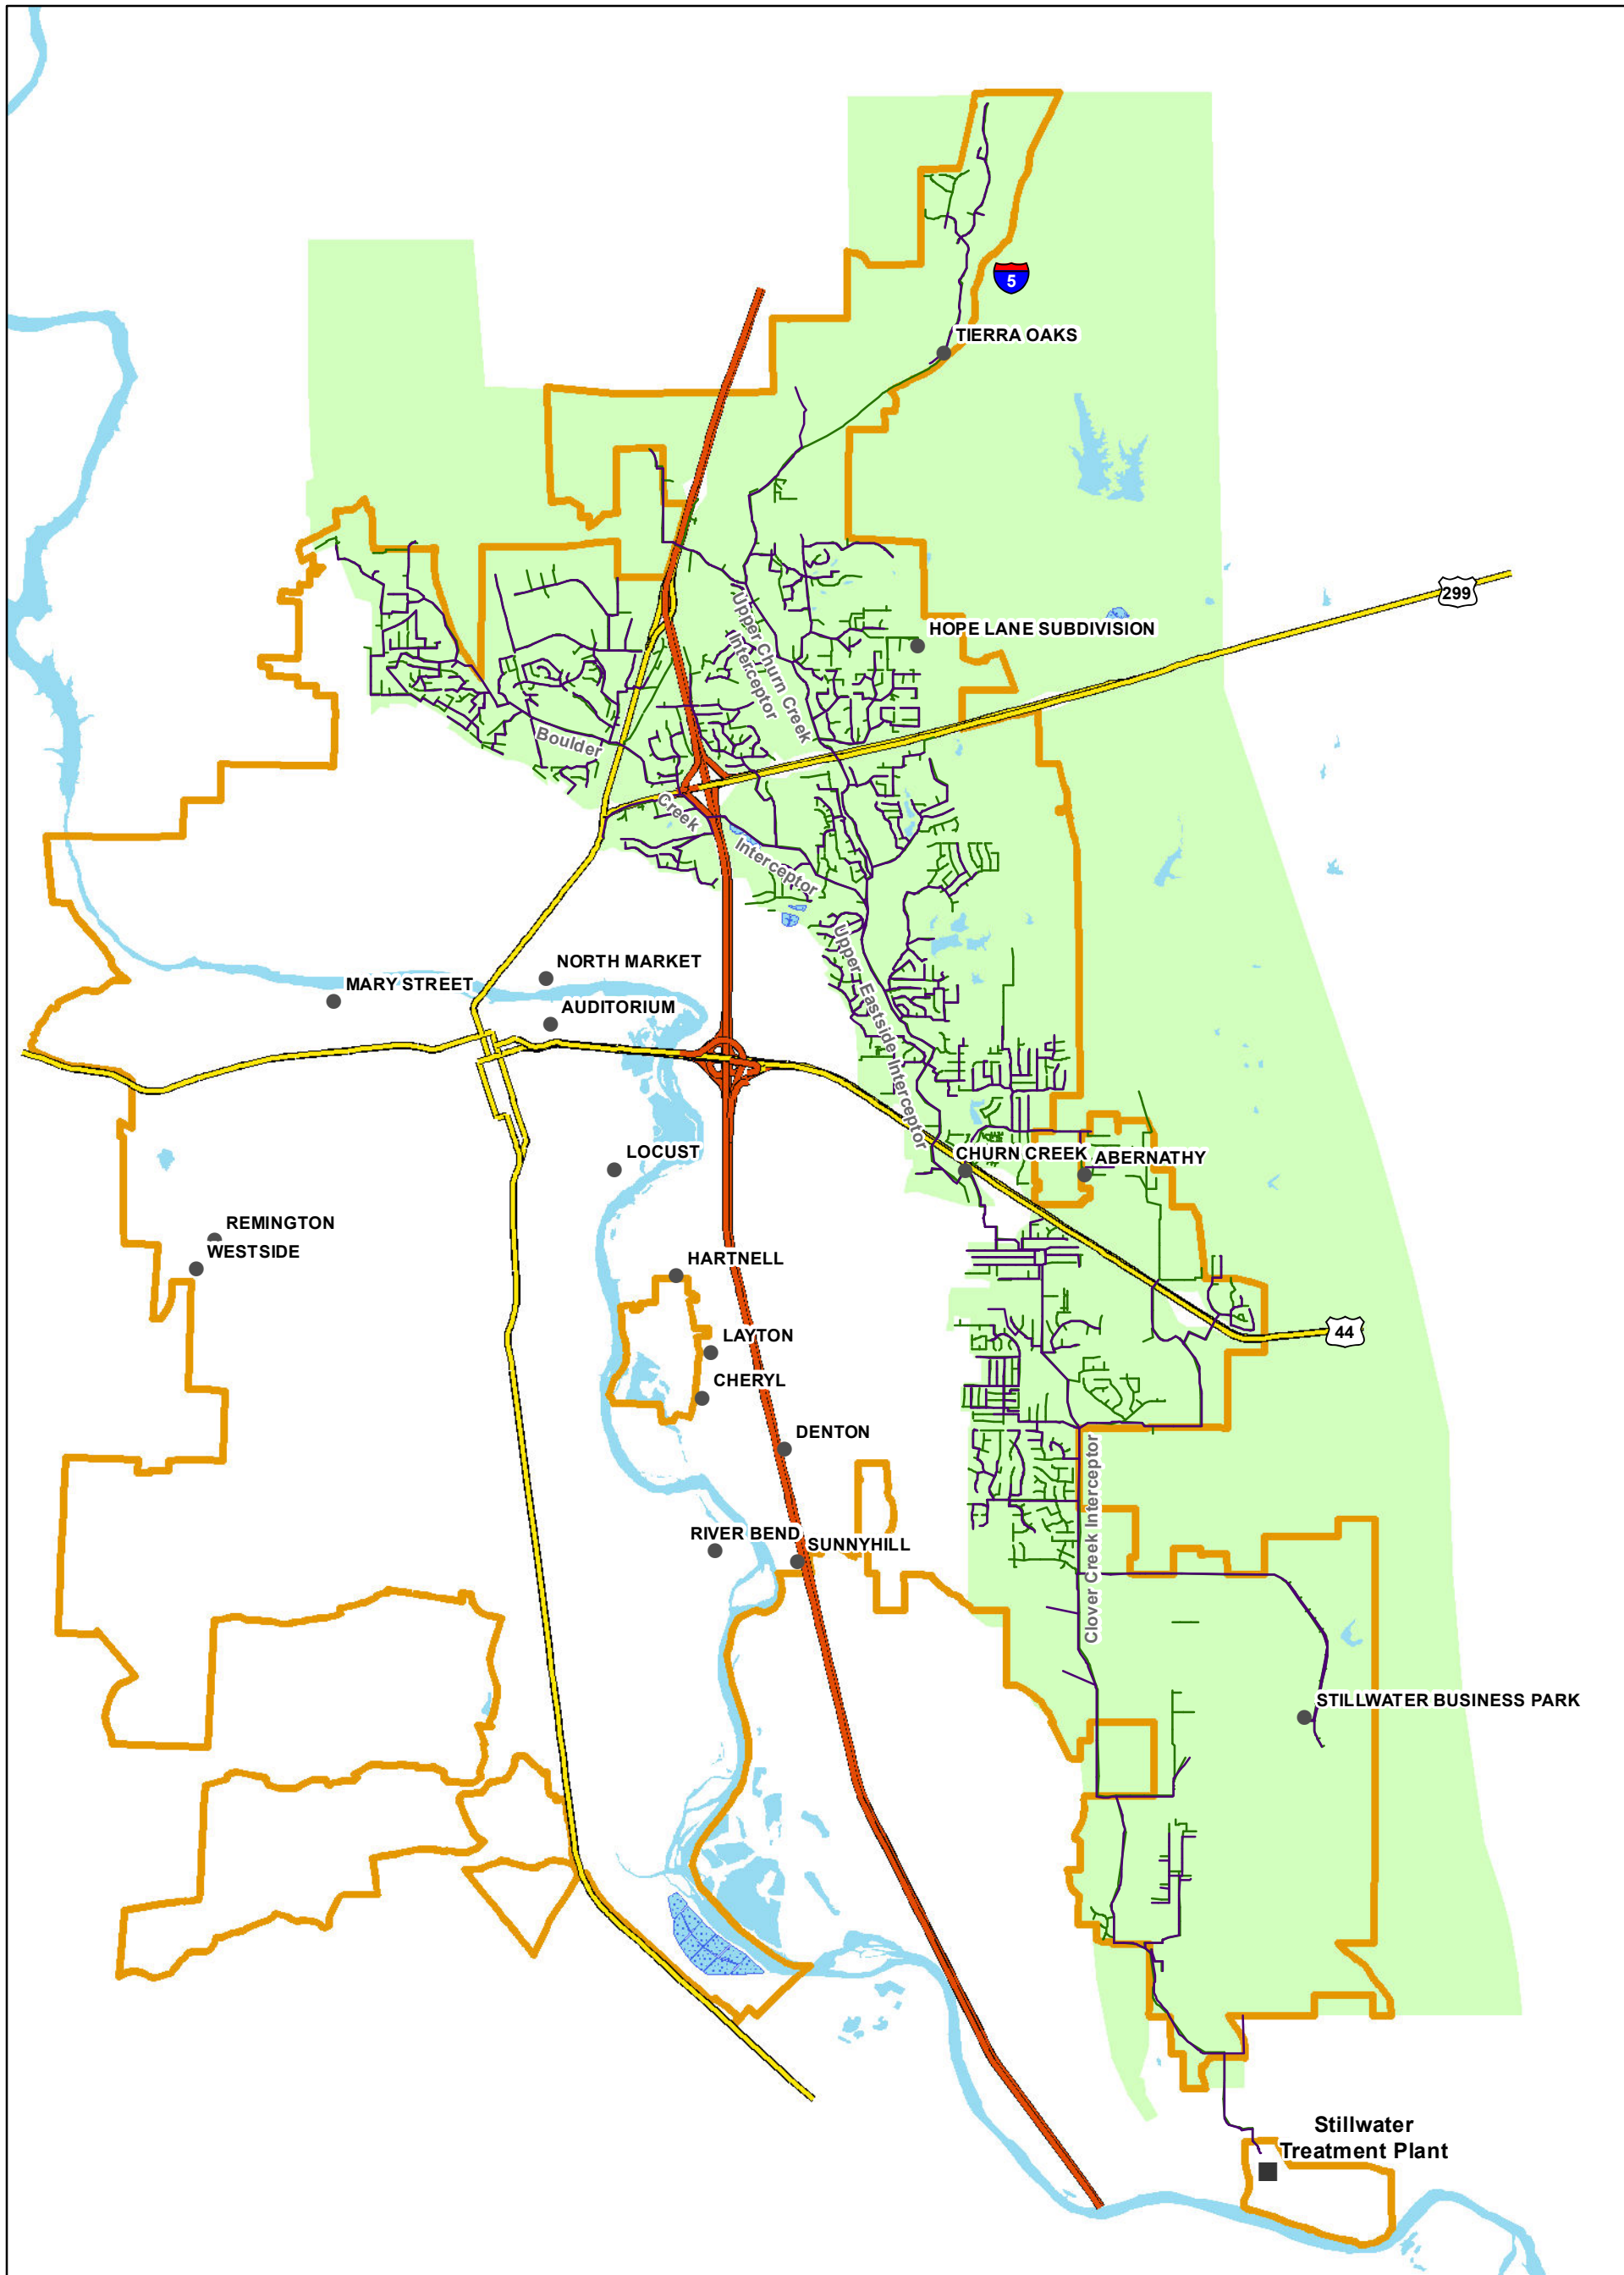 5
TIERRA OAKS
299
HOPE LANE SUBDIVISION
Upper Churn Creek
Interceptor
Boulder
Creek
Interceptor
Upper Eastside Interceptor
NORTH MARKET
MARY STREET
AUDITORIUM
LOCUST
CHURN CREEK
ABERNATHY
REMINGTON
WESTSIDE
HARTNELL
LAYTON
44
CHERYL
DENTON
Clover Creek Interceptor
RIVER BEND
SUNNYHILL
STILLWATER BUSINESS PARK
Stillwater
Treatment Plant